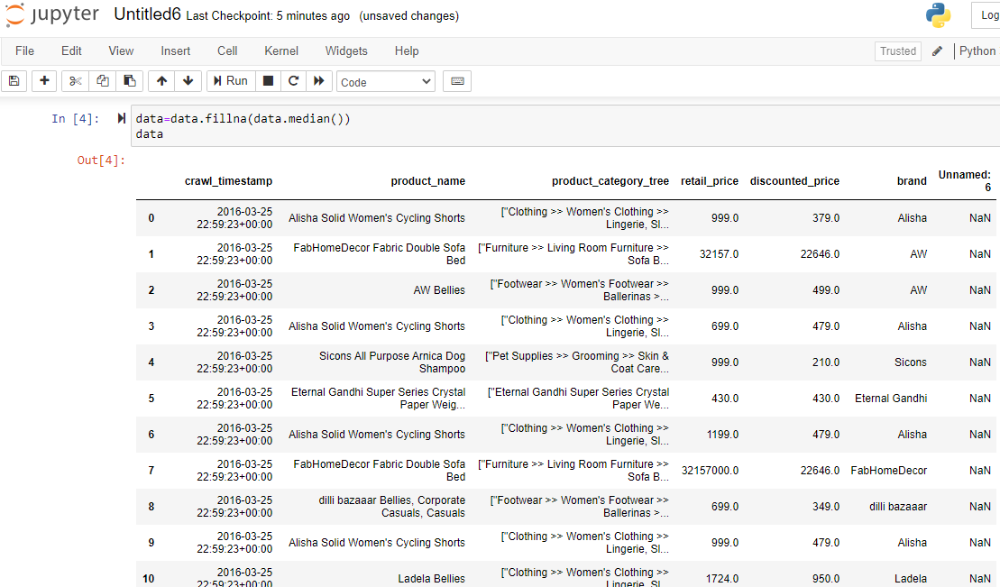 jupyter Untitled6 Last Checkpoint: 5 minutes ago (unsaved changes) Log
File Edit View Insert Cell Kernel Widgets Help Trusted Python
Run Code
In [4]: data=data.fillna(data.median())
data
Out[4]:
crawl_timestamp product_name product_category_tree retail_price discounted_price brand Unnamed:
6
0 2016-03-25 Alisha Solid Women's Cycling Shorts ["Clothing >> Women's Clothing >> 999.0 379.0 Alisha NaN
22:59:23+00:00 Lingerie, Sl...
1 2016-03-25 FabHomeDecor Fabric Double Sofa ["Furniture >> Living Room Furniture >> 32157.0 22646.0 AW NaN
22:59:23+00:00 Bed Sofa B...
2 2016-03-25 AW Bellies ["Footwear >> Women's Footwear >> 999.0 499.0 AW NaN
22:59:23+00:00 Ballerinas >...
3 2016-03-25 Alisha Solid Women's Cycling Shorts ["Clothing >> Women's Clothing >> 699.0 479.0 Alisha NaN
22:59:23+00:00 Lingerie, Sl...
4 2016-03-25 Sicons All Purpose Arnica Dog ["Pet Supplies >> Grooming >> Skin & 999.0 210.0 Sicons NaN
22:59:23+00:00 Shampoo Coat Care...
5 2016-03-25 Eternal Gandhi Super Series Crystal ["Eternal Gandhi Super Series Crystal 430.0 430.0 Eternal Gandhi NaN
22:59:23+00:00 Paper Weig... Paper We...
6 2016-03-25 Alisha Solid Women's Cycling Shorts ["Clothing >> Women's Clothing >> 1199.0 479.0 Alisha NaN
22:59:23+00:00 Lingerie, Sl...
7 2016-03-25 FabHomeDecor Fabric Double Sofa ["Furniture >> Living Room Furniture >> 32157000.0 22646.0 FabHomeDecor NaN
22:59:23+00:00 Bed Sofa B...
8 2016-03-25 dilli bazaaar Bellies, Corporate ["Footwear >> Women's Footwear >> 699.0 349.0 dilli bazaaar NaN
22:59:23+00:00 Casuals, Casuals Ballerinas >...
9 2016-03-25 Alisha Solid Women's Cycling Shorts ["Clothing >> Women's Clothing >> 999.0 479.0 Alisha NaN
22:59:23+00:00 Lingerie, Sl...
10 2016-03-25 Ladela Bellies ["Clothing >> Women's Clothing >> 1724.0 950.0 Ladela NaN
22:59:23+00:00 Lingerie, Sl...